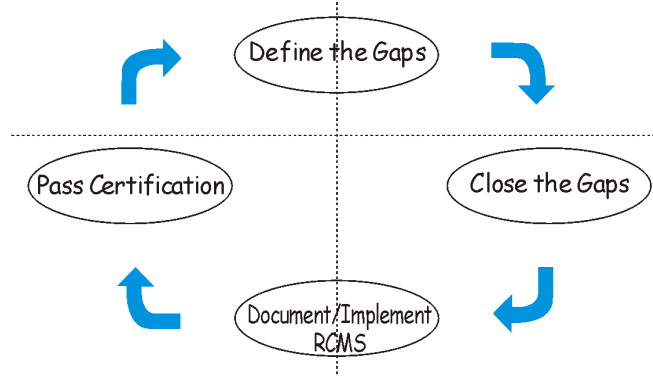 Define the Gaps
Pass Certification
Close the Gaps
Document/Implement
RCMS